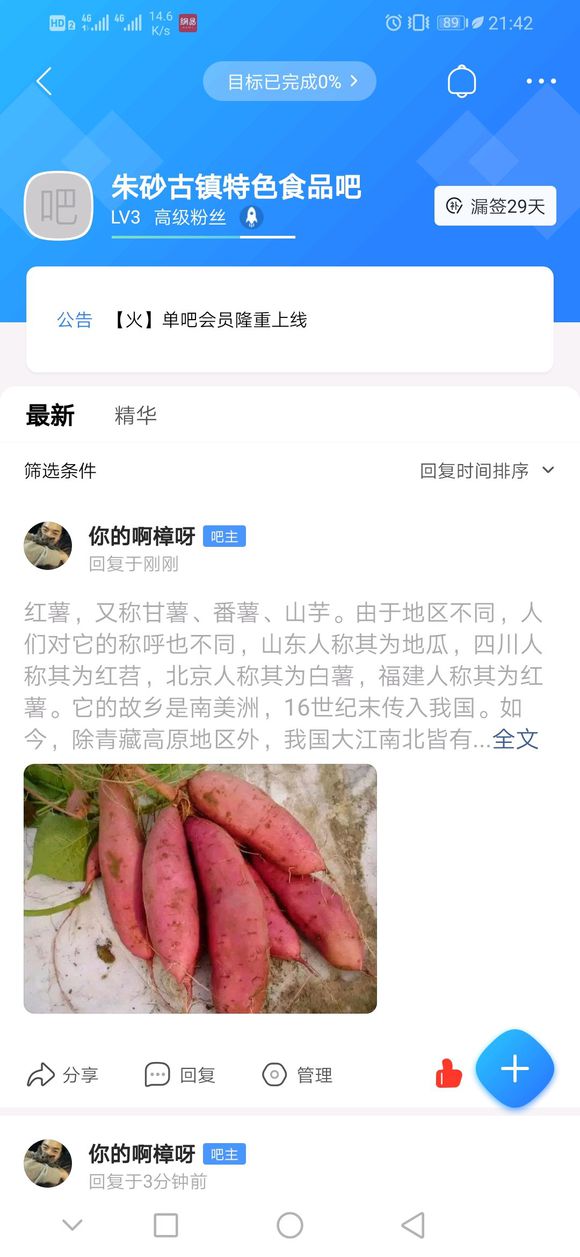 HD 2 4G 4G 14.6 K/s 网易 89 21:42
目标已完成0%
吧
朱砂古镇特色食品吧
LV3 高级粉丝
补 漏签29天
公告 【火】单吧会员隆重上线
最新 精华
筛选条件 回复时间排序
你的啊樟呀 吧主
回复于刚刚
红薯，又称甘薯、番薯、山芋。由于地区不同，人
们对它的称呼也不同，山东人称其为地瓜，四川人
称其为红苕，北京人称其为白薯，福建人称其为红
薯。它的故乡是南美洲，16世纪末传入我国。如
今，除青藏高原地区外，我国大江南北皆有...全文
分享 回复 管理
你的啊樟呀 吧主
回复于3分钟前